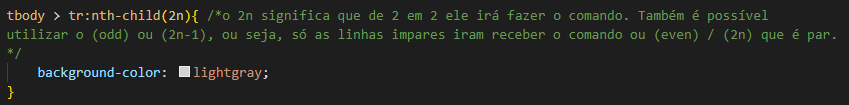 tbody > tr:nth-child(2n){ /*o 2n significa que de 2 em 2 ele irá fazer o comando. Também é possível
utilizar o (odd) ou (2n-1), ou seja, só as linhas impares iram receber o comando ou (even) / (2n) que é par.
*/
background-color: lightgray;
}